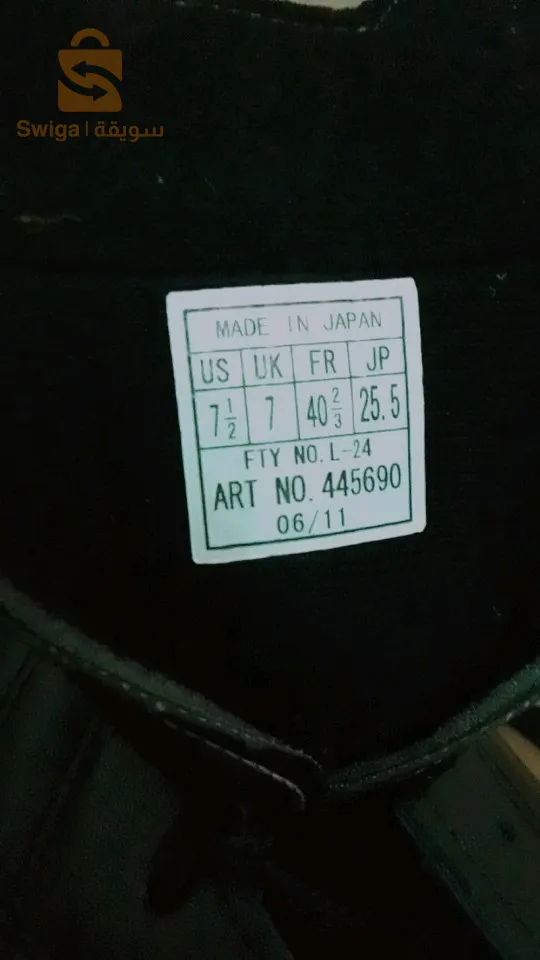 Swiga | سويقة
MADE IN JAPAN
US UK FR JP
7 1/2 7 40 2/3 25.5
FTY NO. L-24
ART NO. 445690
06/11